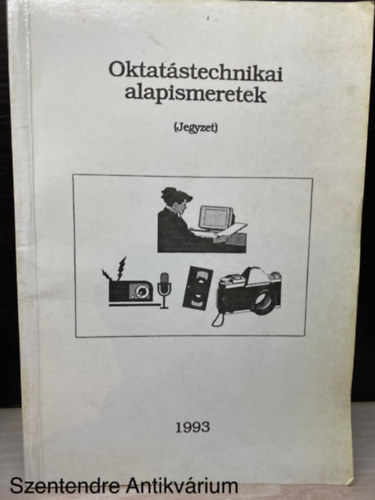 Oktatástechnikai
alapismeretek
(Jegyzet)
1993
Szentendre Antikvárium